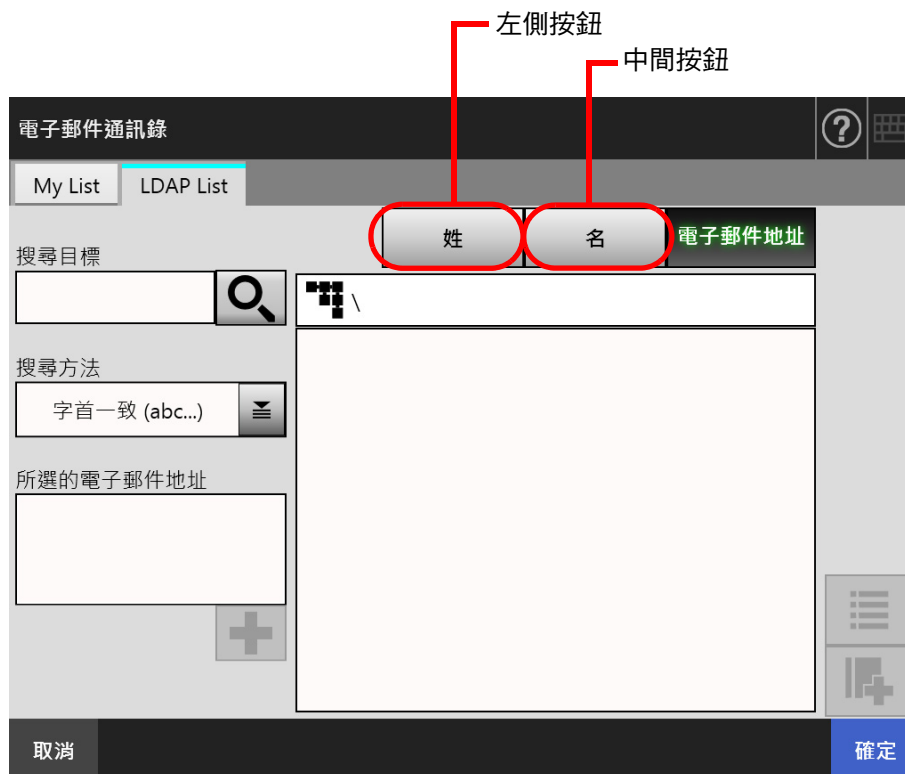 左側按鈕
中間按鈕
電子郵件通訊錄
?
My List
LDAP List
姓
名
電子郵件地址
搜尋目標
\
搜尋方法
字首一致 (abc...)
所選的電子郵件地址
取消
確定